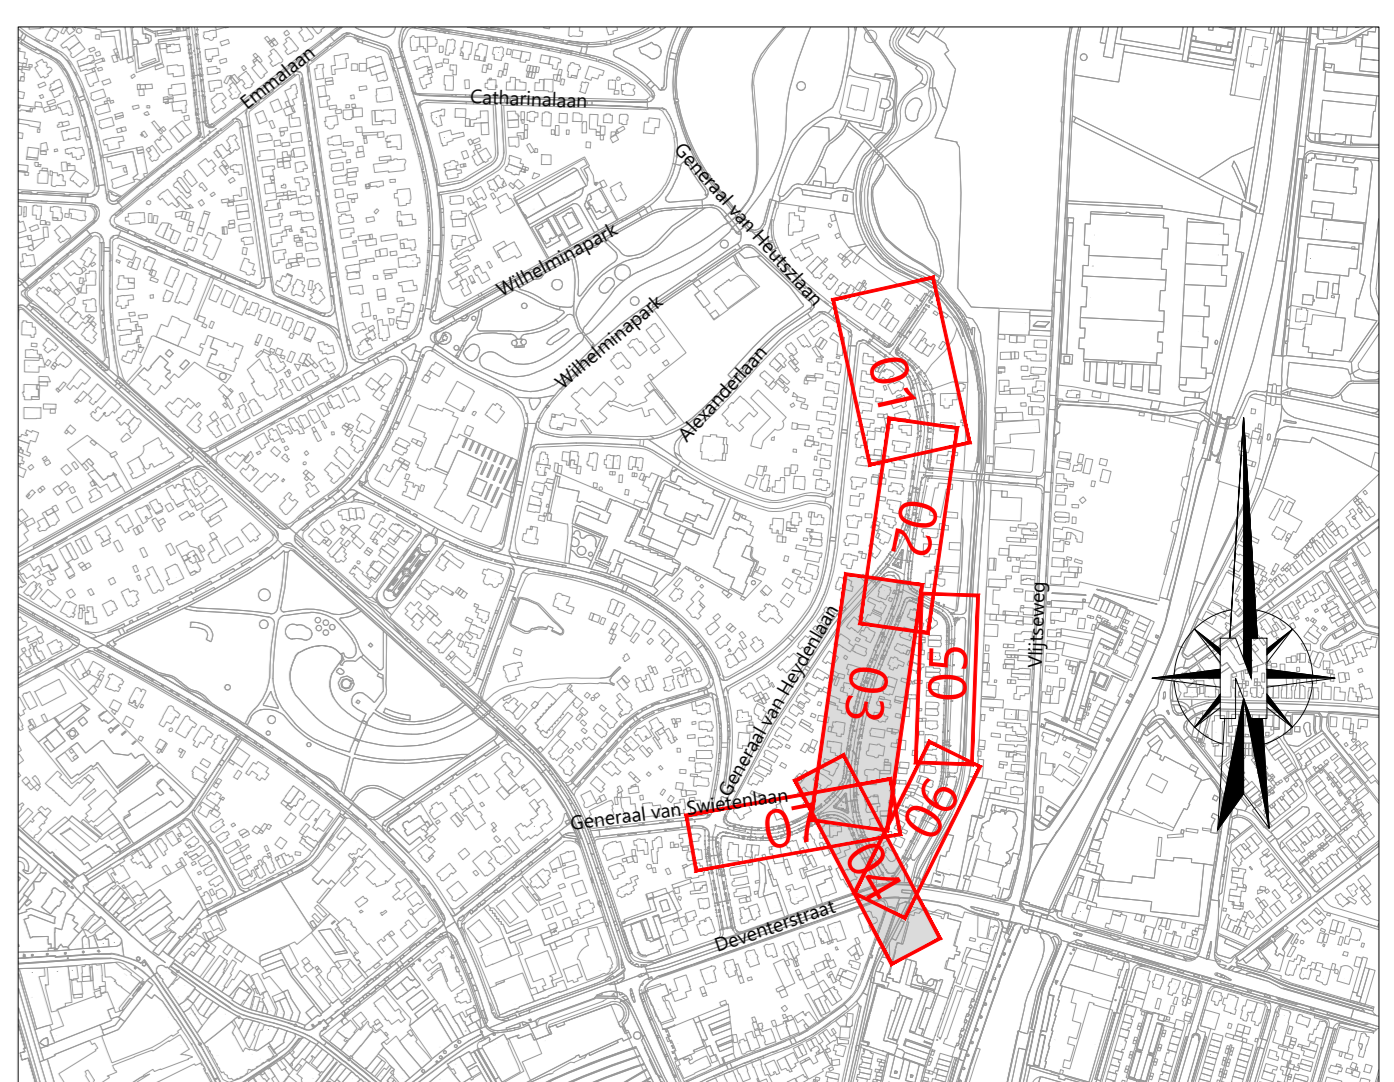 Emmalaan
Catharinalaan
Generaal van Heutszlaan
Wilhelminapark
Wilhelminapark
Alexanderlaan
01
02
Vlijtseweg
Generaal van Heydenlaan
03
05
06
Generaal van Swietenlaan
07
04
Deventerstraat